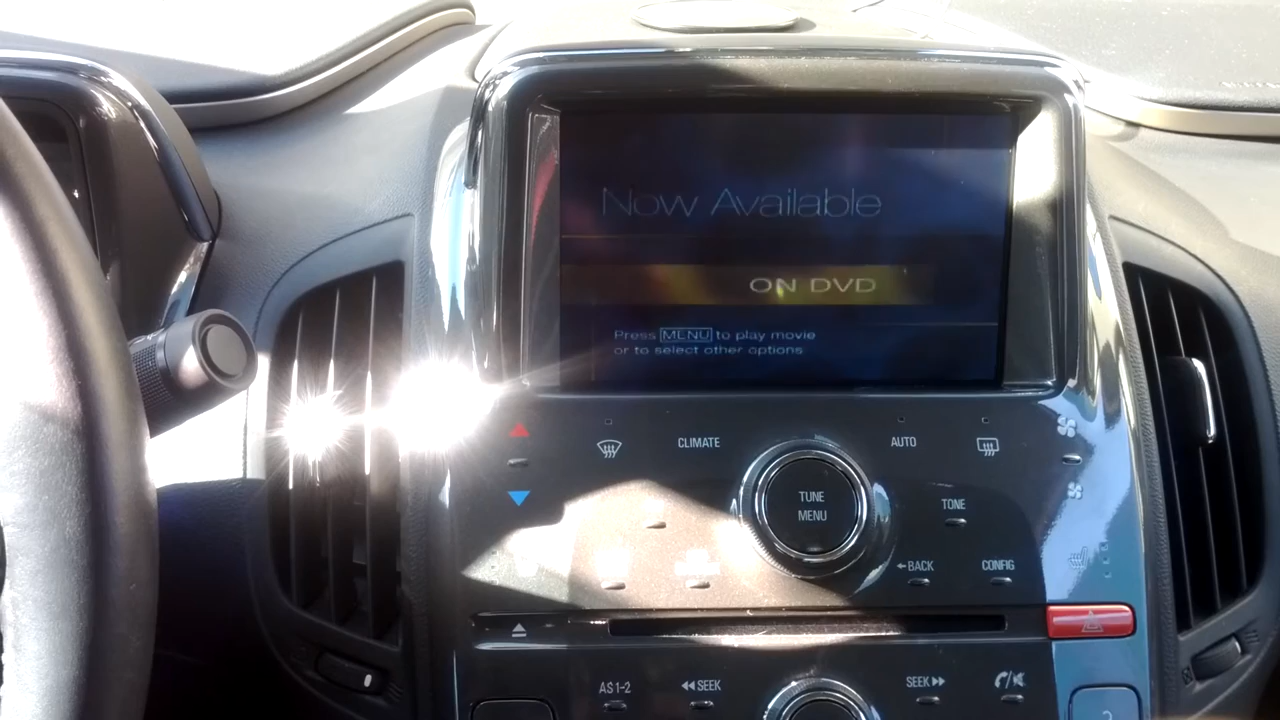 Now Available
ON DVD
Press MENU to play movie
or to select other options
CLIMATE
AUTO
TUNE
MENU
TONE
←BACK
CONFIG
AS 1-2
◀◀ SEEK
SEEK ▶▶